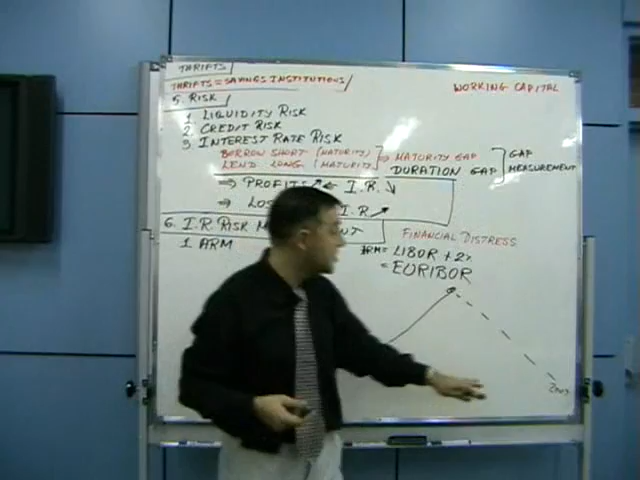 THRIFTS
THRIFTS = SAVINGS INSTITUTIONS
WORKING CAPITAL
5. RISK
1. LIQUIDITY RISK
2. CREDIT RISK
3. INTEREST RATE RISK
BORROW SHORT (MATURITY) ⇒ MATURITY GAP
LEND LONG (MATURITY) DURATION GAP
GAP
MEASUREMENT
⇒ PROFITS ↗ ⇐ I.R. ↘
⇒ LOS I.R. ↗
6. I.R. RISK M ENT
FINANCIAL DISTRESS
1. ARM
ARM = LIBOR + 2%
= EURIBOR